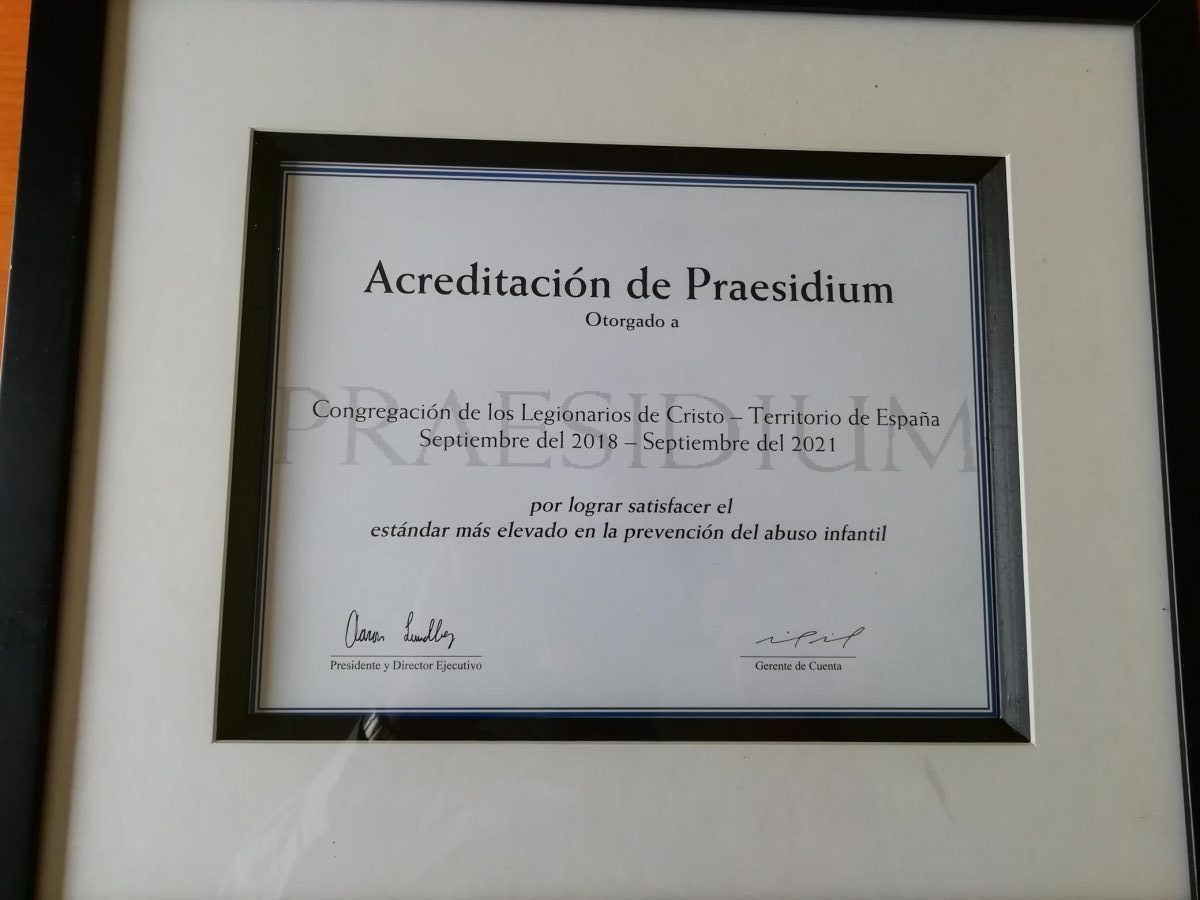 Acreditación de Praesidium
Otorgado a
PRAESIDIUM
Congregación de los Legionarios de Cristo – Territorio de España
Septiembre del 2018 – Septiembre del 2021
por lograr satisfacer el
estándar más elevado en la prevención del abuso infantil
Aaron Lundberg
Presidente y Director Ejecutivo
Gerente de Cuenta